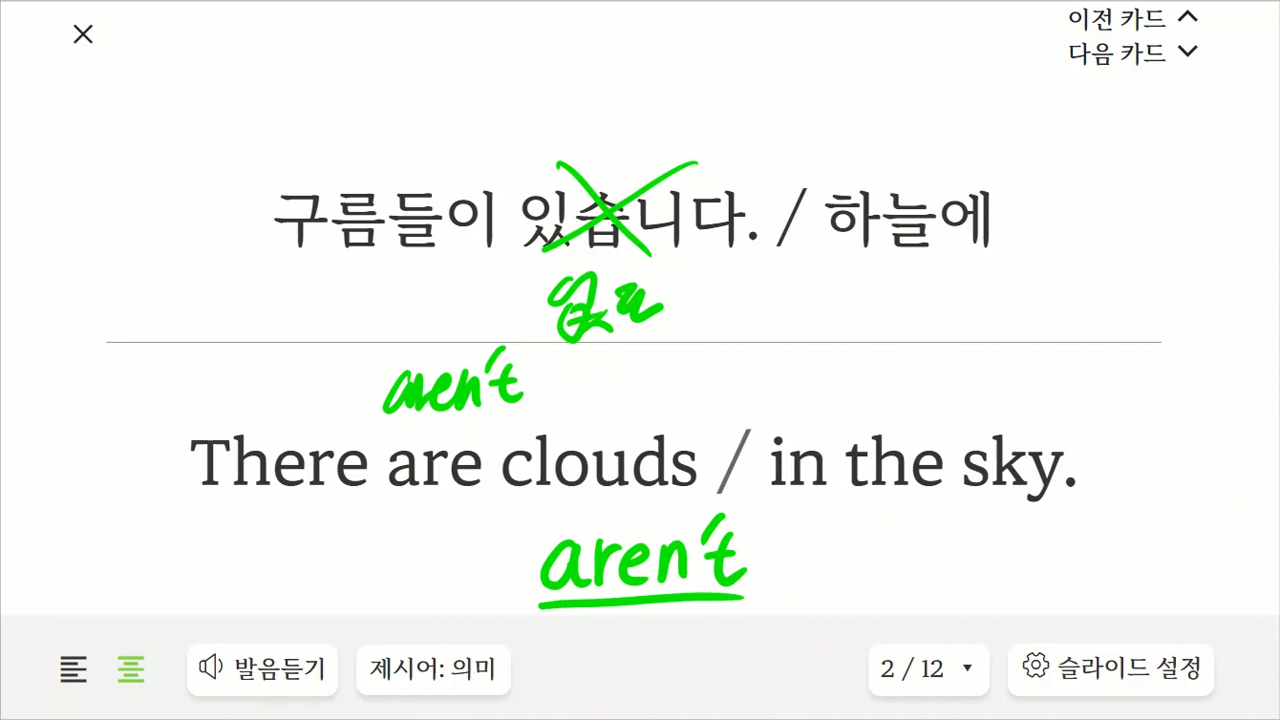 이전 카드
다음 카드
구름들이 있습니다. / 하늘에
aren't
There are clouds / in the sky.
aren't
발음듣기
제시어: 의미
2 / 12
슬라이드 설정